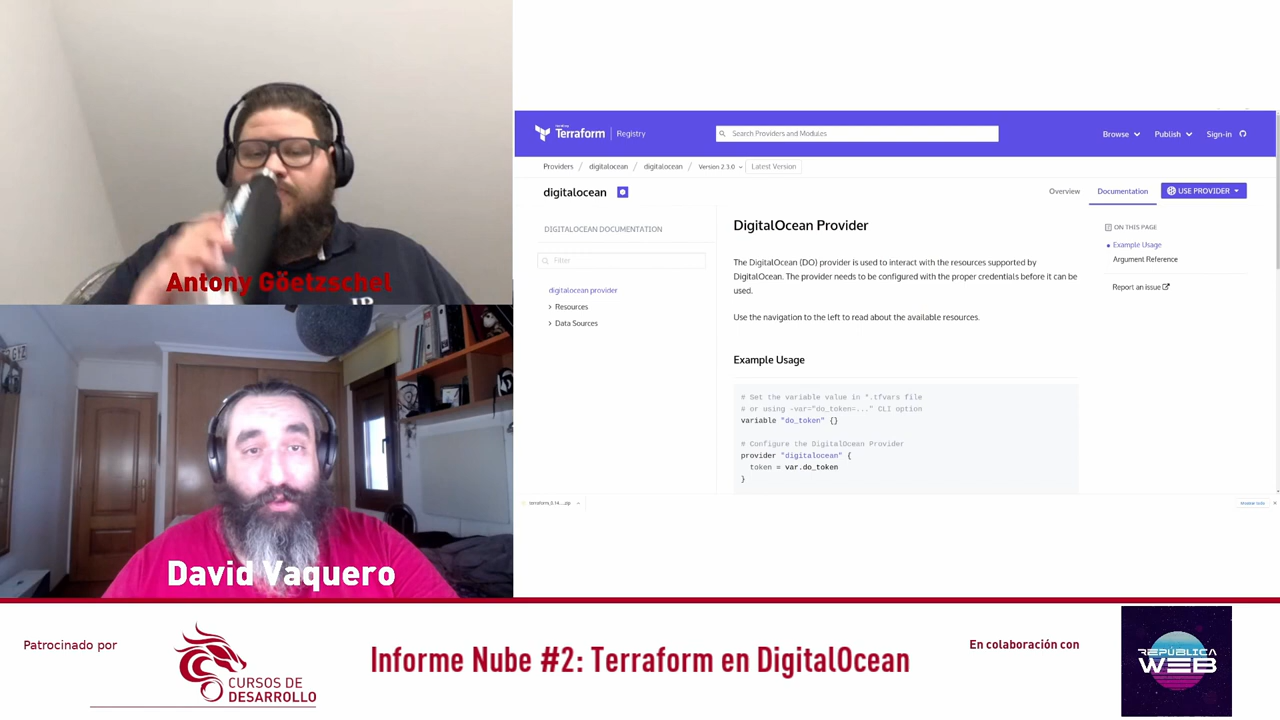 Antony Göetzschel
David Vaquero
Terraform
Registry
Search Providers and Modules
Browse
Publish
Sign-in
Providers / digitalocean / digitalocean / Version 2.3.0
Latest Version
digitalocean
Overview
Documentation
USE PROVIDER
DIGITALOCEAN DOCUMENTATION
Filter
digitalocean provider
Resources
Data Sources
DigitalOcean Provider
The DigitalOcean (DO) provider is used to interact with the resources supported by
DigitalOcean. The provider needs to be configured with the proper credentials before it can be
used.
Use the navigation to the left to read about the available resources.
Example Usage
# Set the variable value in *.tfvars file
# or using -var="do_token=..." CLI option
variable "do_token" {}
# Configure the DigitalOcean Provider
provider "digitalocean" {
token = var.do_token
}
ON THIS PAGE
Example Usage
Argument Reference
Report an issue
terraform_0.14....zip
Patrocinado por
CURSOS DE
DESARROLLO
Informe Nube #2: Terraform en DigitalOcean
En colaboración con
REPÚBLICA
WEB